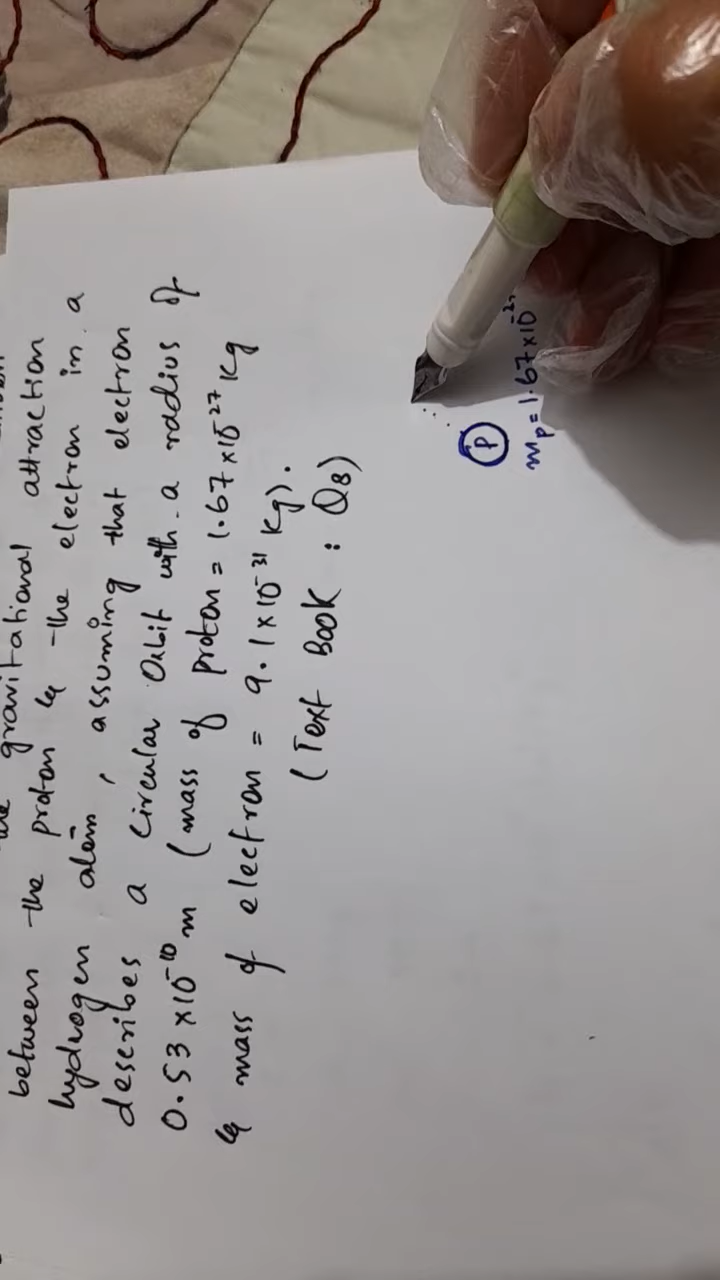 gravitational
between the proton & the electron in a
hydrogen atom, assuming that electron
describes a circular orbit with a radius of
0.53 x 10⁻¹⁰ m (mass of proton = 1.67 x 10⁻²⁷ Kg
& mass of electron = 9.1 x 10⁻³¹ Kg).
(Text Book : Q8)
P
mp = 1.67 x 10